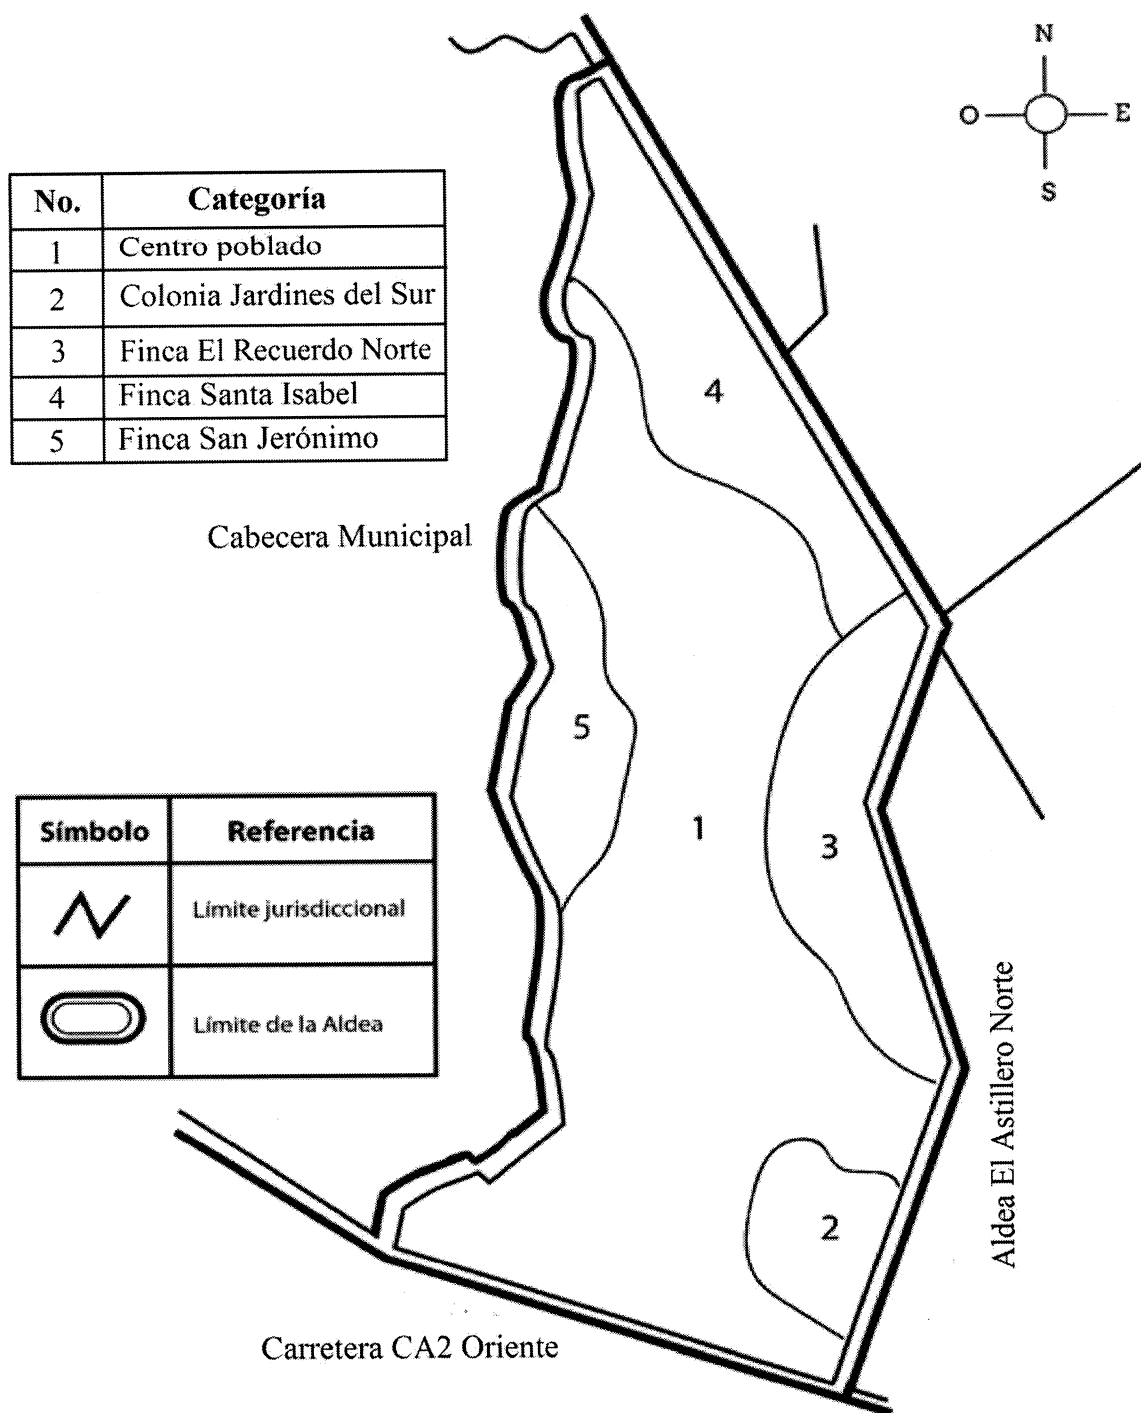 N
O E
S
No. Categoría
1 Centro poblado
2 Colonia Jardines del Sur
3 Finca El Recuerdo Norte
4 Finca Santa Isabel
5 Finca San Jerónimo
4
Cabecera Municipal
5
1
3
Símbolo Referencia
Límite jurisdiccional
Límite de la Aldea
Aldea El Astillero Norte
2
Carretera CA2 Oriente